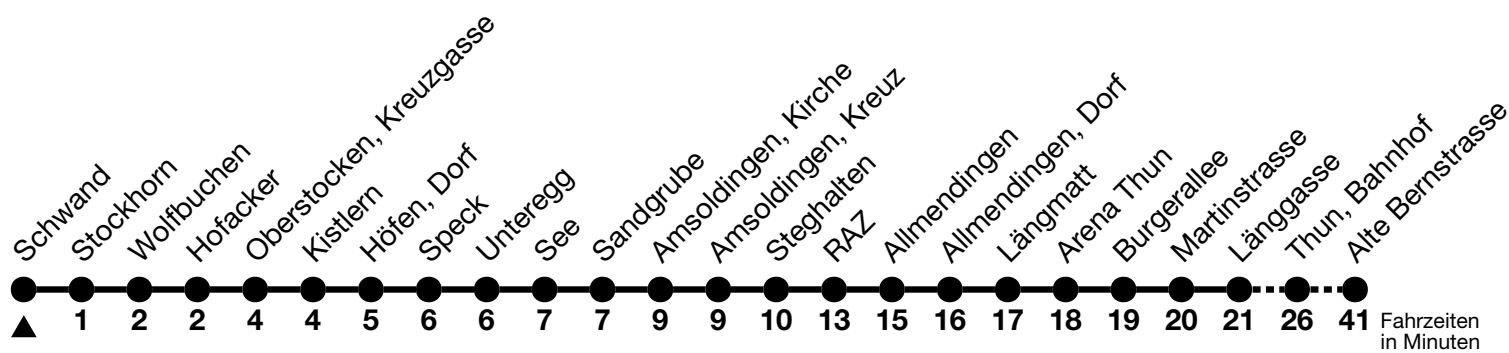 Schwand
Stockhorn
Wolfbuchen
Hofacker
Oberstocken, Kreuzgasse
Kistlern
Höfen, Dorf
Speck
Unteregg
See
Sandgrube
Amsoldingen, Kirche
Amsoldingen, Kreuz
Steghalten
RAZ
Allmendingen
Allmendingen, Dorf
Längmatt
Arena Thun
Burgerallee
Martinstrasse
Länggasse
Thun, Bahnhof
Alte Bernstrasse
1 2 2 4 4 5 6 6 7 7 9 9 10 13 15 16 17 18 19 20 21 26 41 Fahrzeiten
in Minuten